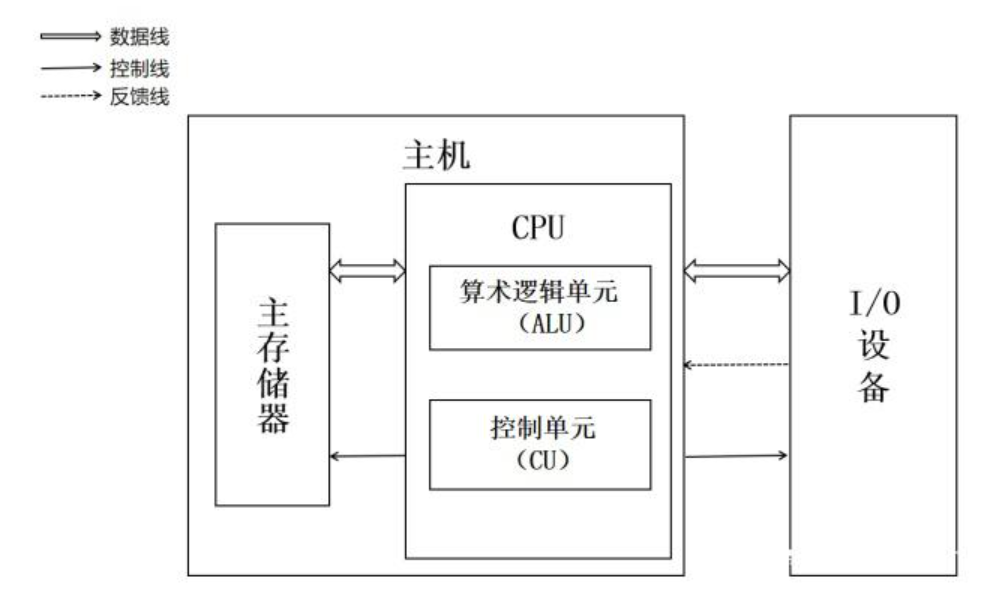 数据线
控制线
反馈线
主机
CPU
算术逻辑单元
（ALU）
控制单元
（CU）
主存储器
I/O
设备